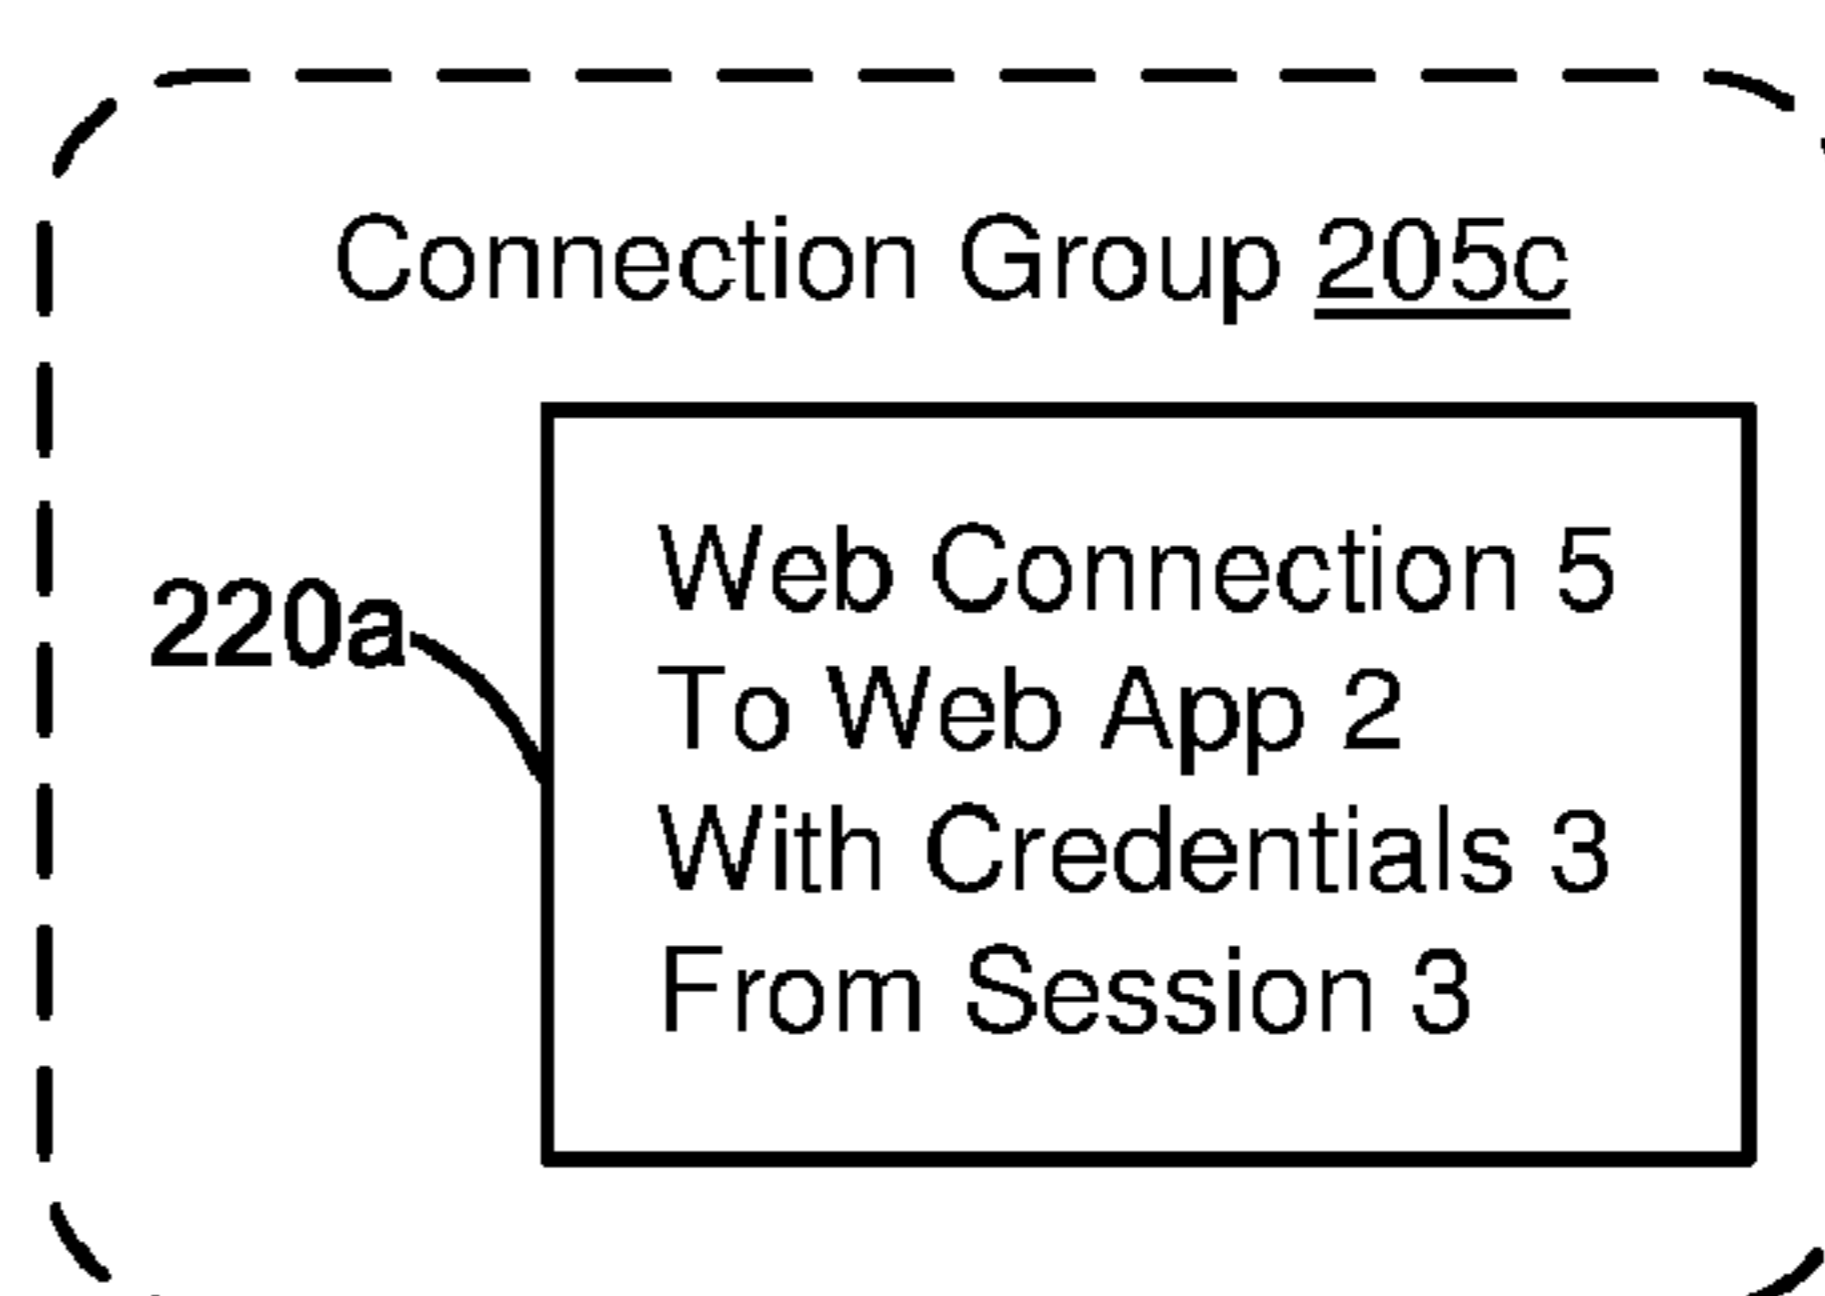 Connection Group 205c
220a
Web Connection 5
To Web App 2
With Credentials 3
From Session 3